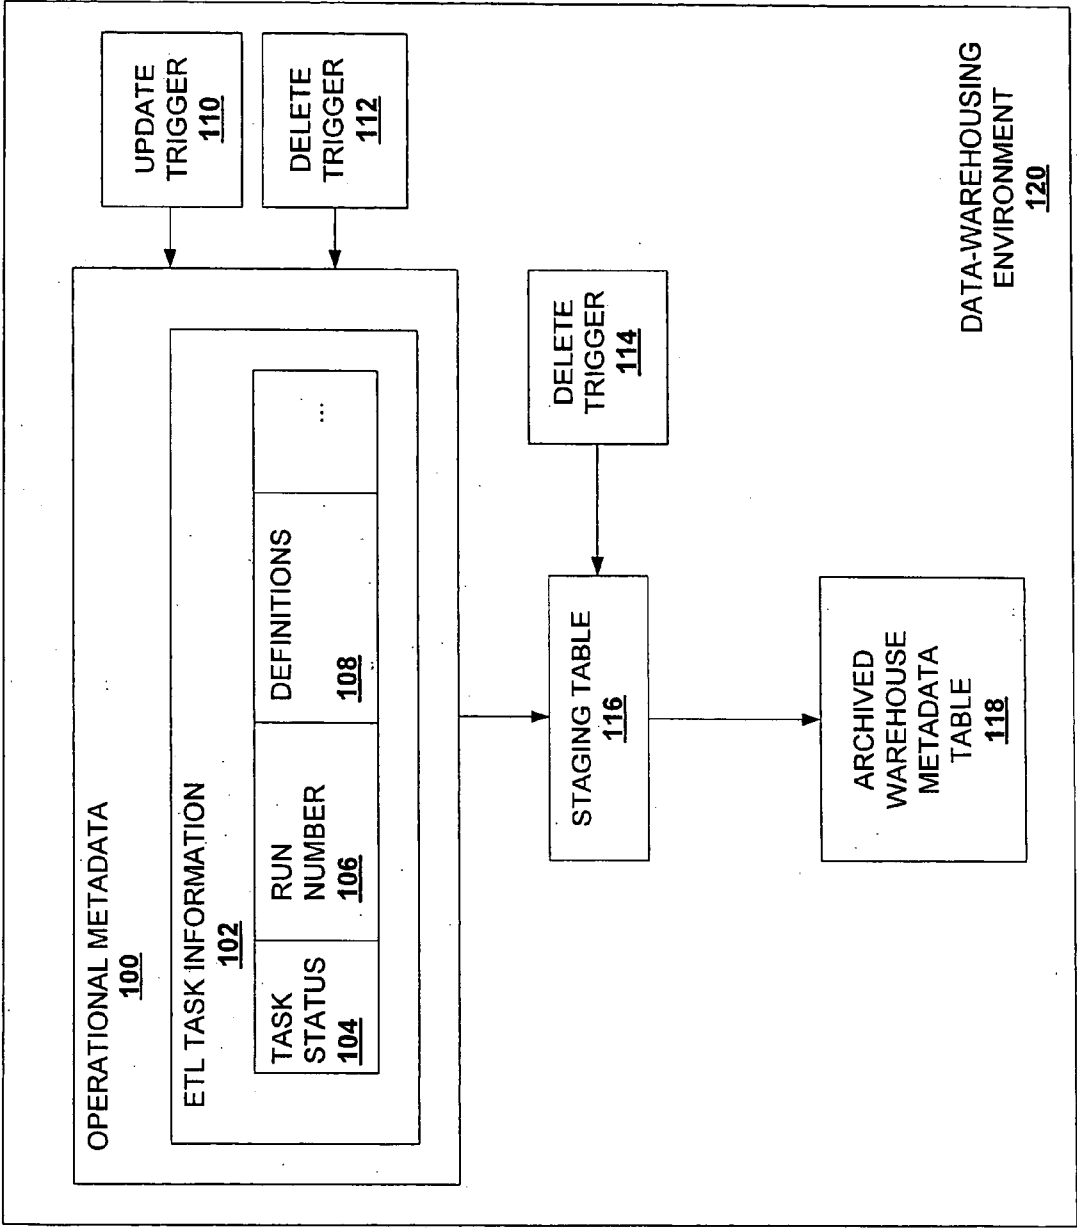 OPERATIONAL METADATA
100
ETL TASK INFORMATION
102
TASK
STATUS
104
RUN
NUMBER
106
DEFINITIONS
108
...
UPDATE
TRIGGER
110
DELETE
TRIGGER
112
DELETE
TRIGGER
114
STAGING TABLE
116
ARCHIVED
WAREHOUSE
METADATA
TABLE
118
DATA-WAREHOUSING
ENVIRONMENT
120